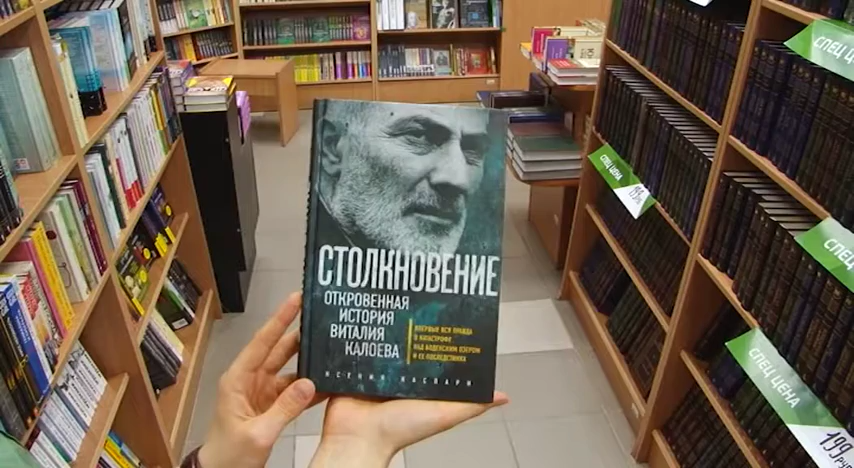 СТОЛКНОВЕНИЕ
ОТКРОВЕННАЯ
ИСТОРИЯ
ВИТАЛИЯ
КАЛОЕВА
ВПЕРВЫЕ ВСЯ ПРАВДА
О КАТАСТРОФЕ
НАД БОДЕНСКИМ ОЗЕРОМ
И ЕЕ ПОСЛЕДСТВИЯХ
КСЕНИЯ КАСПАРИ
СПЕЦ ЦЕНА
СПЕЦ ЦЕНА
СПЕЦ ЦЕНА
СПЕЦ ЦЕНА
199